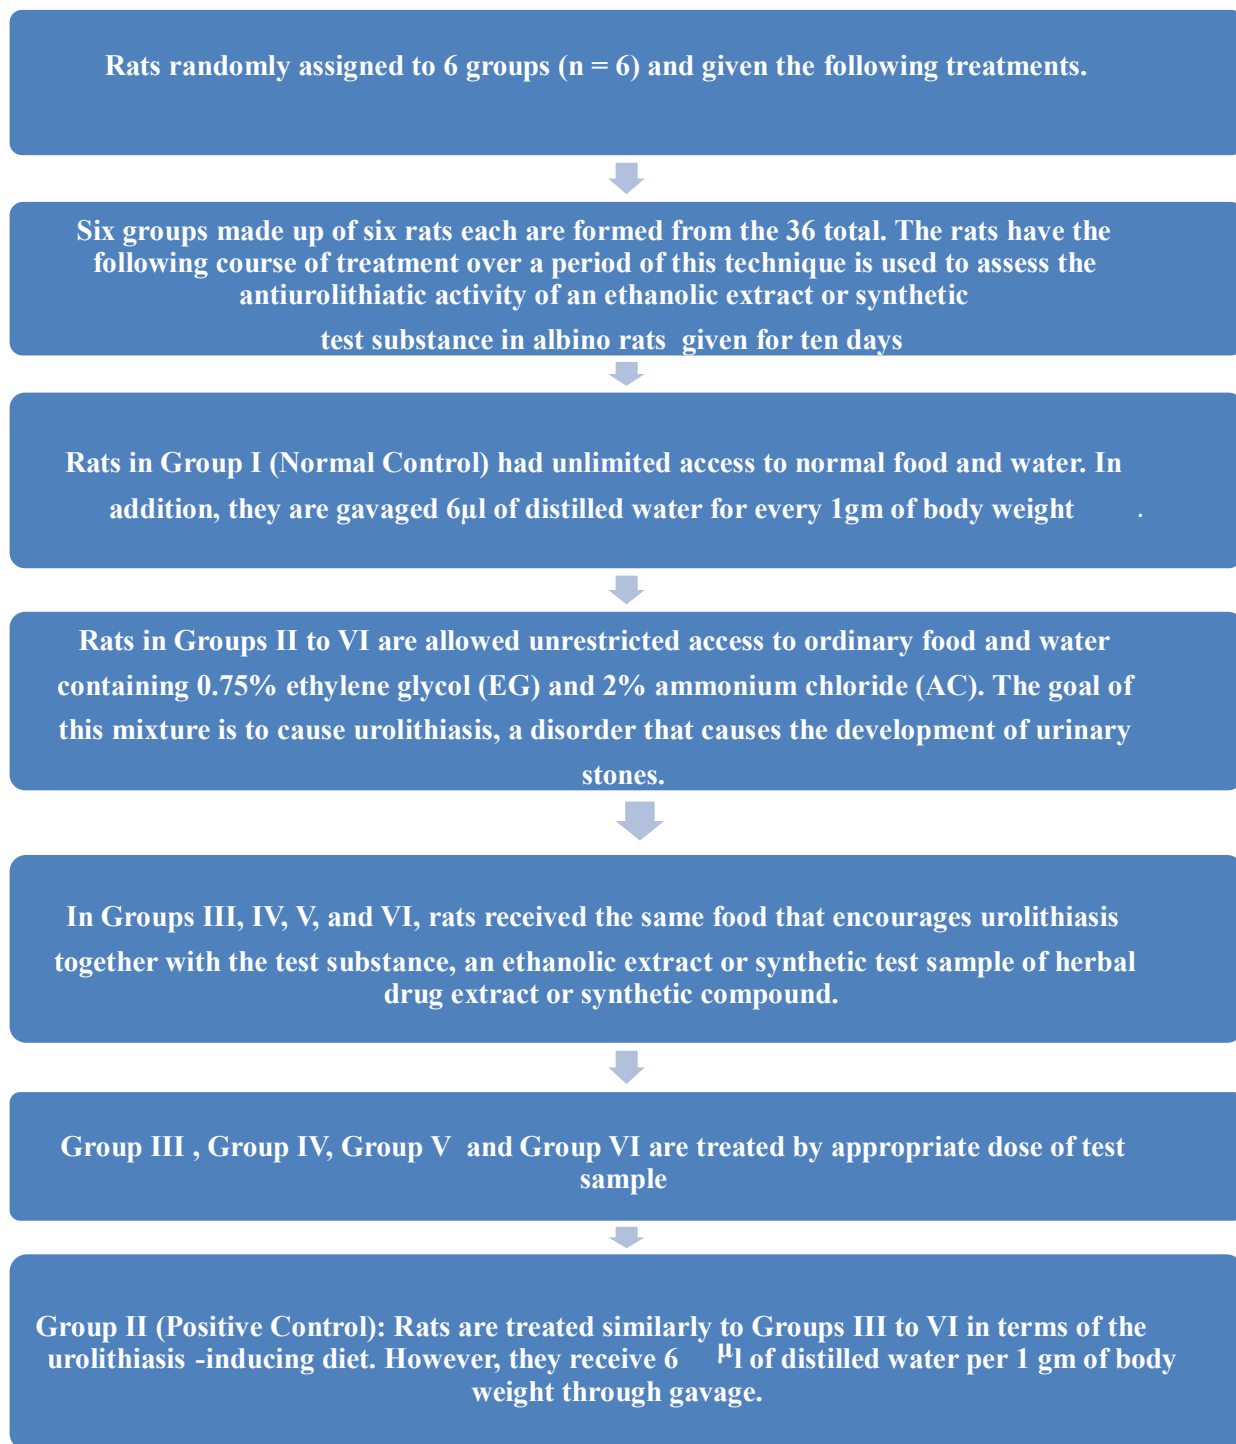 Rats randomly assigned to 6 groups (n = 6) and given the following treatments.
Six groups made up of six rats each are formed from the 36 total. The rats have the
following course of treatment over a period of this technique is used to assess the
antiurolithiatic activity of an ethanolic extract or synthetic
test substance in albino rats given for ten days
Rats in Group I (Normal Control) had unlimited access to normal food and water. In
addition, they are gavaged 6µl of distilled water for every 1gm of body weight .
Rats in Groups II to VI are allowed unrestricted access to ordinary food and water
containing 0.75% ethylene glycol (EG) and 2% ammonium chloride (AC). The goal of
this mixture is to cause urolithiasis, a disorder that causes the development of urinary
stones.
In Groups III, IV, V, and VI, rats received the same food that encourages urolithiasis
together with the test substance, an ethanolic extract or synthetic test sample of herbal
drug extract or synthetic compound.
Group III , Group IV, Group V and Group VI are treated by appropriate dose of test
sample
Group II (Positive Control): Rats are treated similarly to Groups III to VI in terms of the
urolithiasis -inducing diet. However, they receive 6 µl of distilled water per 1 gm of body
weight through gavage.